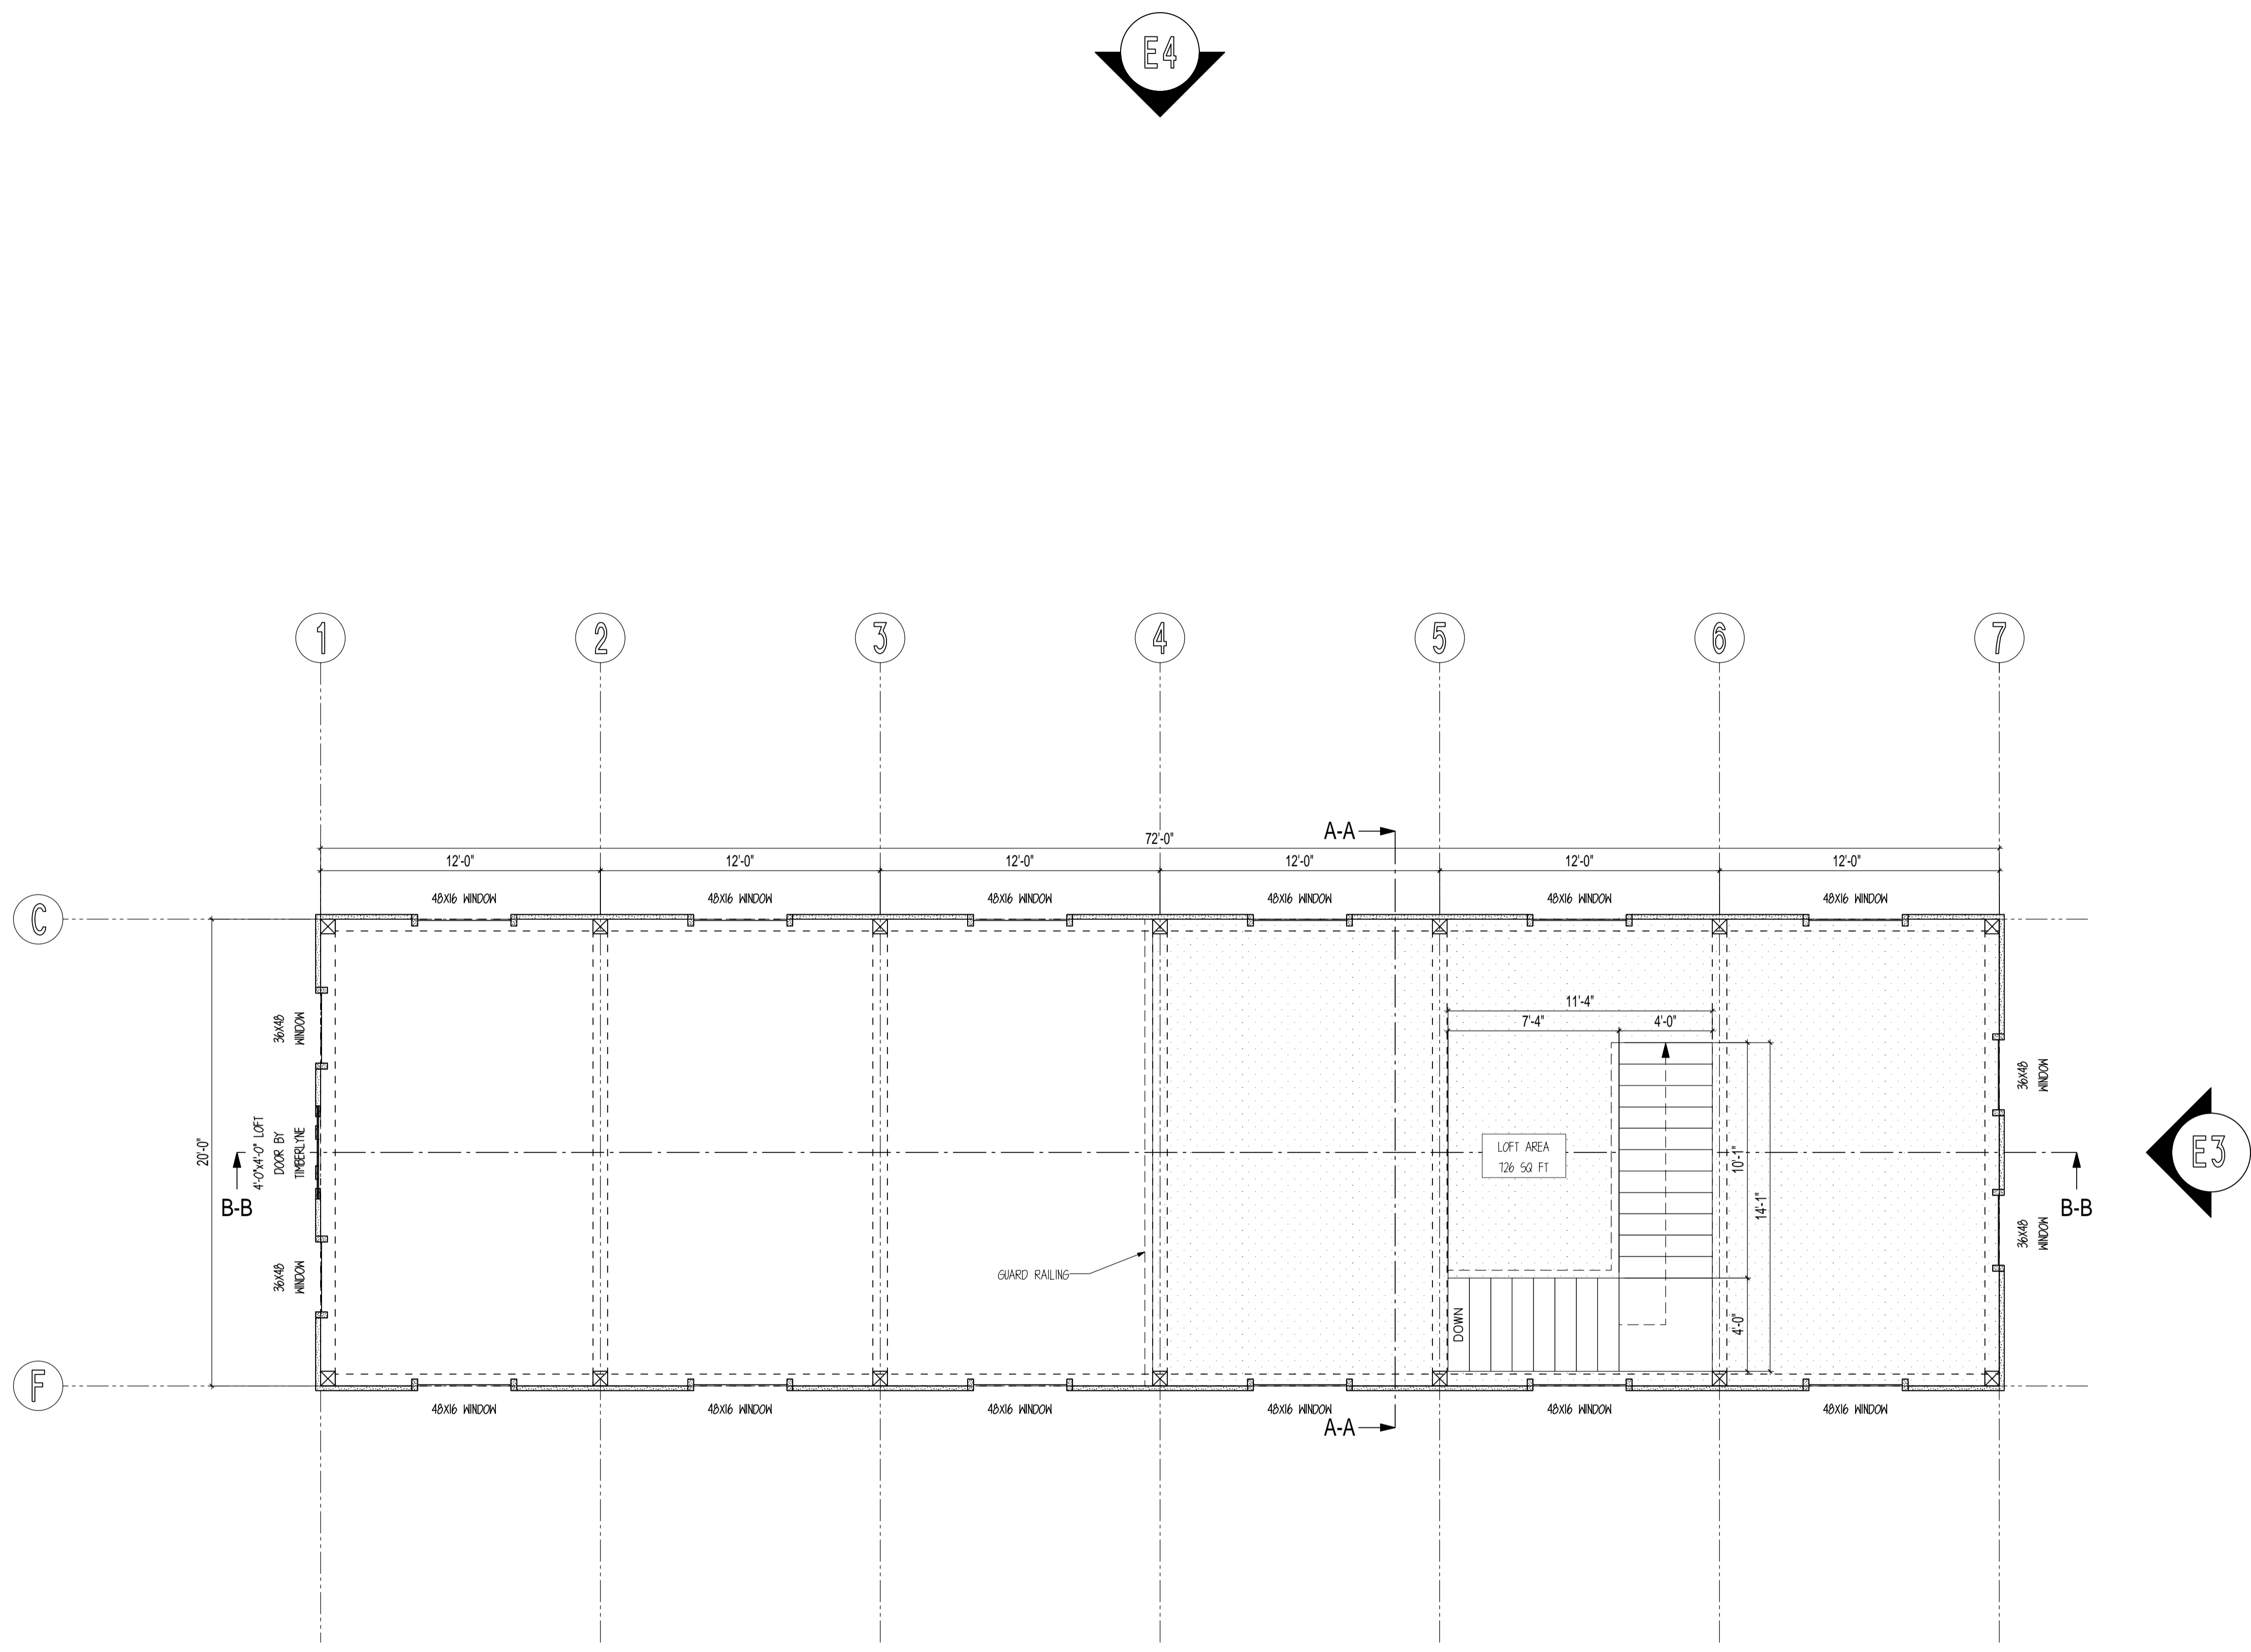 E4
1 2 3 4 5 6 7
A-A
72'-0"
12'-0" 12'-0" 12'-0" 12'-0" 12'-0" 12'-0"
48X16 WINDOW 48X16 WINDOW 48X16 WINDOW 48X16 WINDOW 48X16 WINDOW 48X16 WINDOW
C
11'-4"
7'-4" 4'-0"
36X48
WINDOW
36X48
WINDOW
20'-0"
4'-0"X4'-0" LOFT
DOOR BY
TIMBERLYNE
LOFT AREA
726 SQ FT
10'-1"
14'-1"
E3
B-B
B-B
36X48
WINDOW
36X48
WINDOW
GUARD RAILING
DOWN
4'-0"
F
48X16 WINDOW 48X16 WINDOW 48X16 WINDOW 48X16 WINDOW 48X16 WINDOW 48X16 WINDOW
A-A